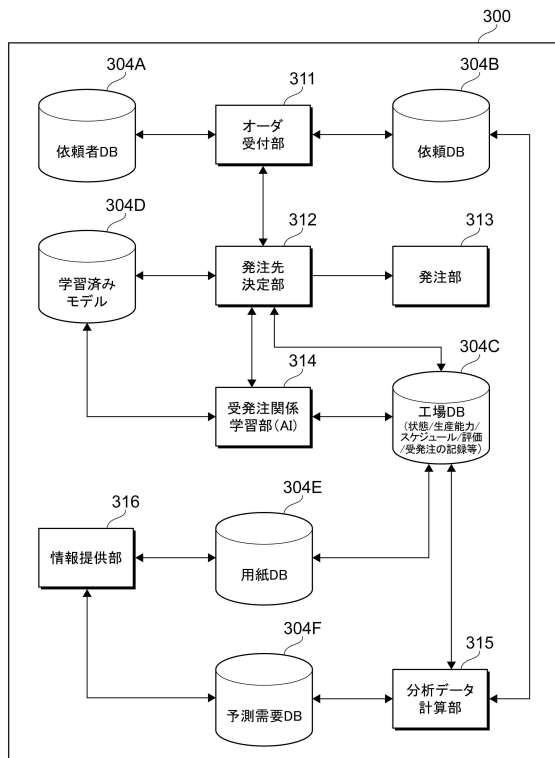 300
304A
311
304B
依頼者DB
オーダ
受付部
依頼DB
304D
312
313
学習済み
モデル
発注先
決定部
発注部
314
304C
受発注関係
学習部(AI)
工場DB
(状態/生産能力/
スケジュール/評価
/受発注の記録等)
316
304E
情報提供部
用紙DB
304F
315
予測需要DB
分析データ
計算部